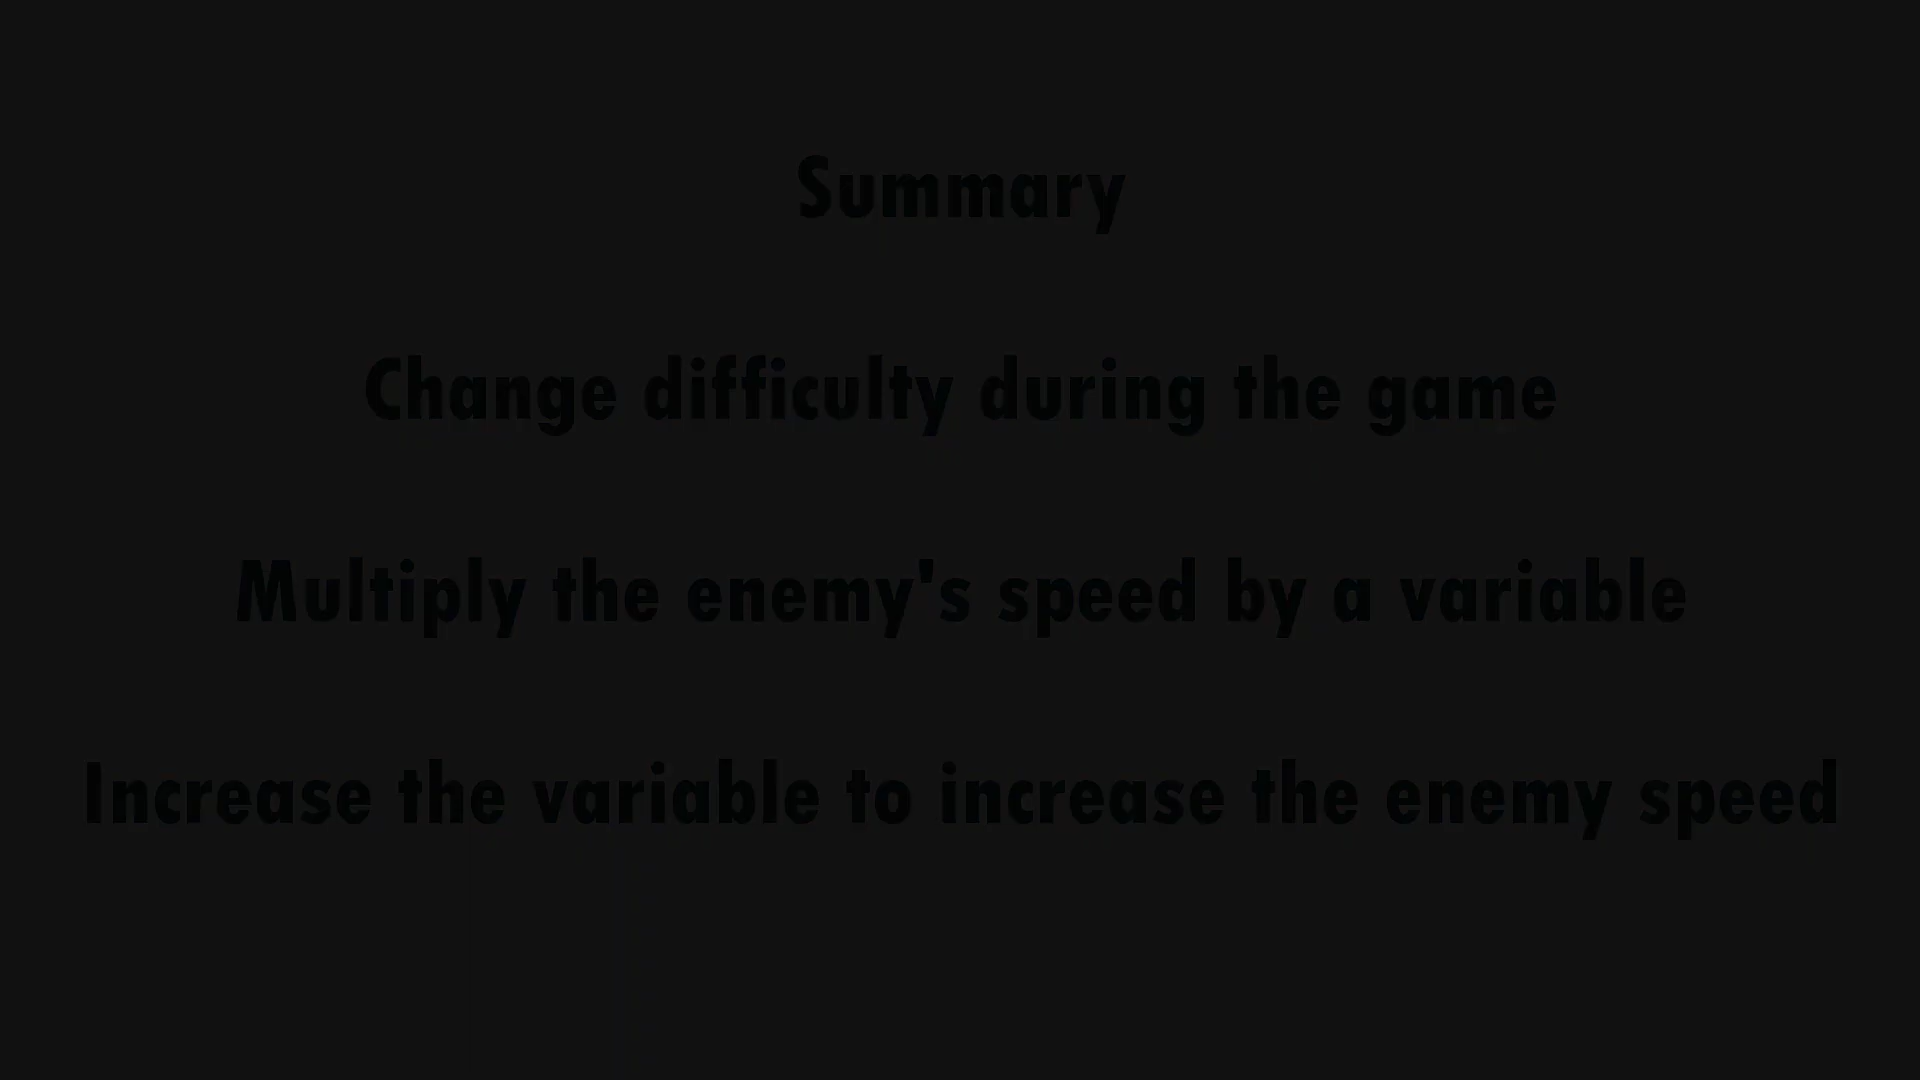 Summary
Change difficulty during the game
Multiply the enemy's speed by a variable
Increase the variable to increase the enemy speed